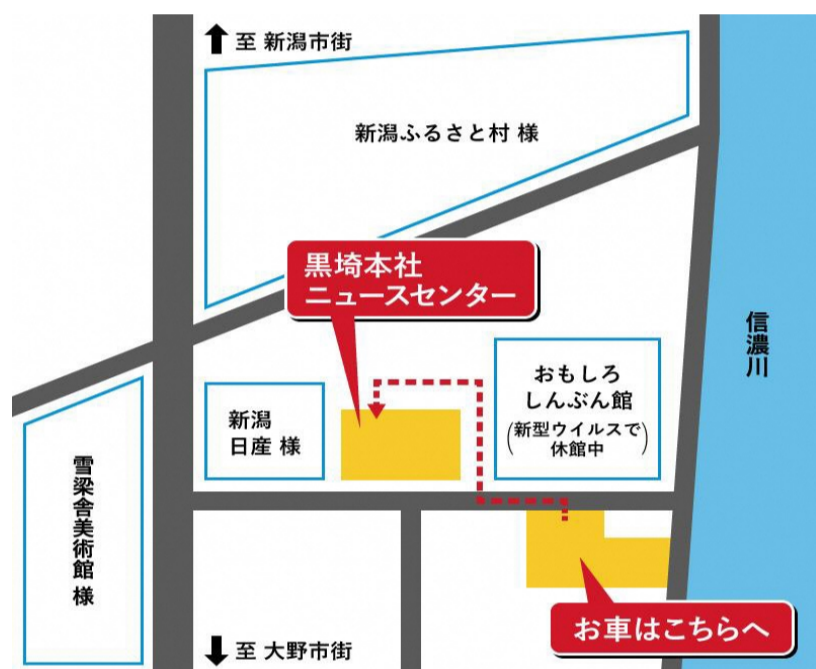 至 新潟市街
新潟ふるさと村 様
黒埼本社
ニュースセンター
信濃川
おもしろ
しんぶん館
(新型ウイルスで
休館中)
新潟
日産 様
雪梁舎美術館 様
お車はこちらへ
至 大野市街